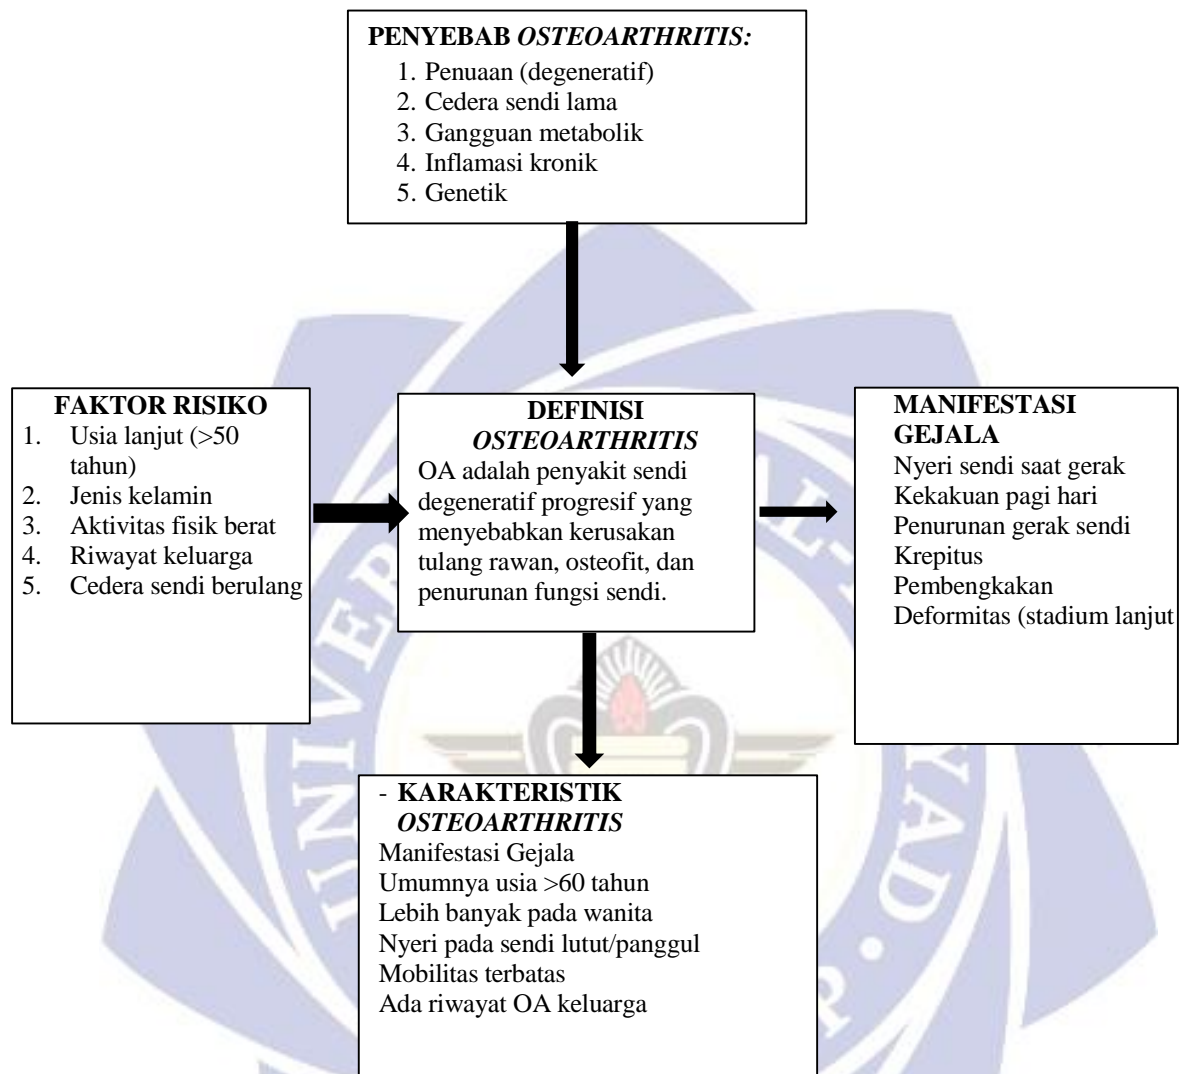 PENYEBAB OSTEOARTHRITIS:
1. Penuaan (degeneratif)
2. Cedera sendi lama
3. Gangguan metabolik
4. Inflamasi kronik
5. Genetik
FAKTOR RISIKO
1. Usia lanjut (>50
tahun)
2. Jenis kelamin
3. Aktivitas fisik berat
4. Riwayat keluarga
5. Cedera sendi berulang
DEFINISI
OSTEOARTHRITIS
OA adalah penyakit sendi
degeneratif progresif yang
menyebabkan kerusakan
tulang rawan, osteofit, dan
penurunan fungsi sendi.
MANIFESTASI
GEJALA
Nyeri sendi saat gerak
Kekakuan pagi hari
Penurunan gerak sendi
Krepitus
Pembengkakan
Deformitas (stadium lanjut
- KARAKTERISTIK
OSTEOARTHRITIS
Manifestasi Gejala
Umumnya usia >60 tahun
Lebih banyak pada wanita
Nyeri pada sendi lutut/panggul
Mobilitas terbatas
Ada riwayat OA keluarga